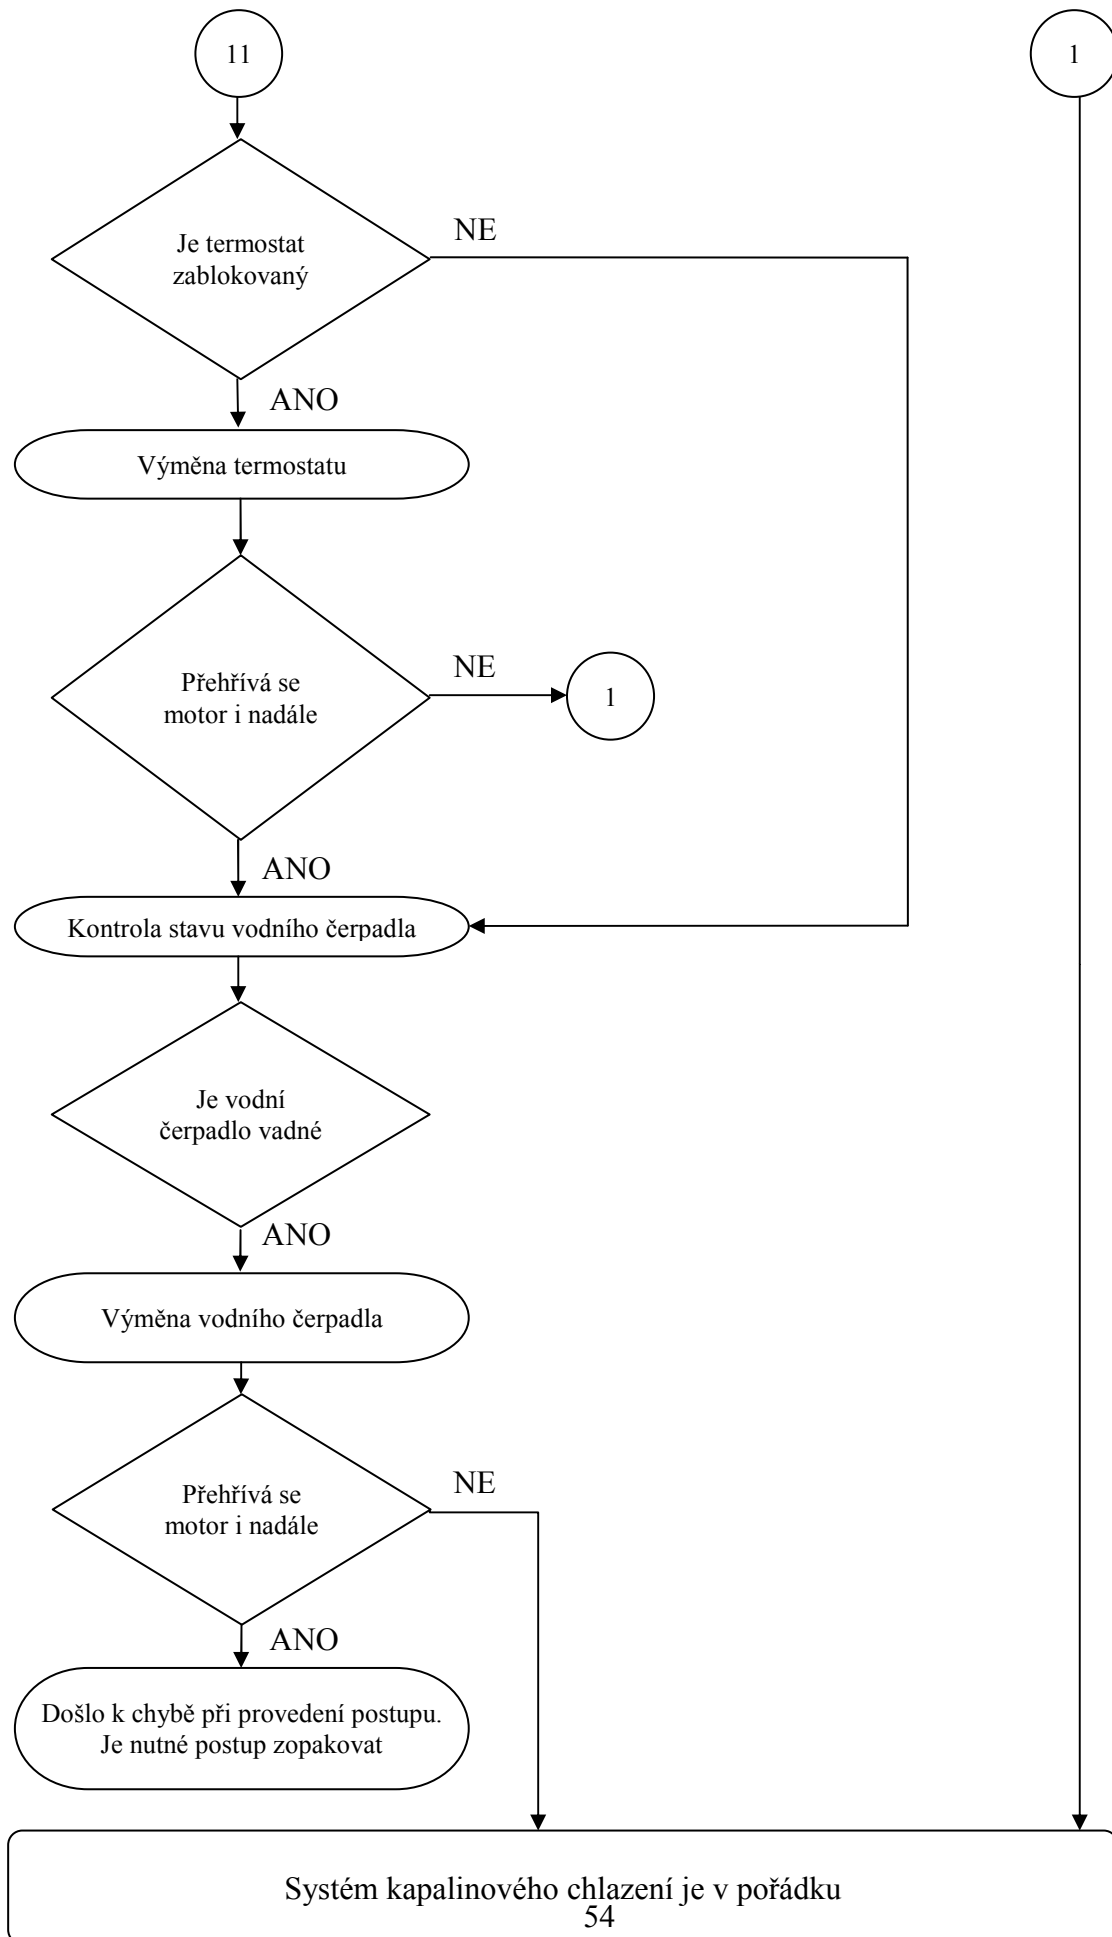 11
1
Je termostat
zablokovaný
NE
ANO
Výměna termostatu
Přehřívá se
motor i nadále
NE
1
ANO
Kontrola stavu vodního čerpadla
Je vodní
čerpadlo vadné
ANO
Výměna vodního čerpadla
Přehřívá se
motor i nadále
NE
ANO
Došlo k chybě při provedení postupu.
Je nutné postup zopakovat
Systém kapalinového chlazení je v pořádku
54